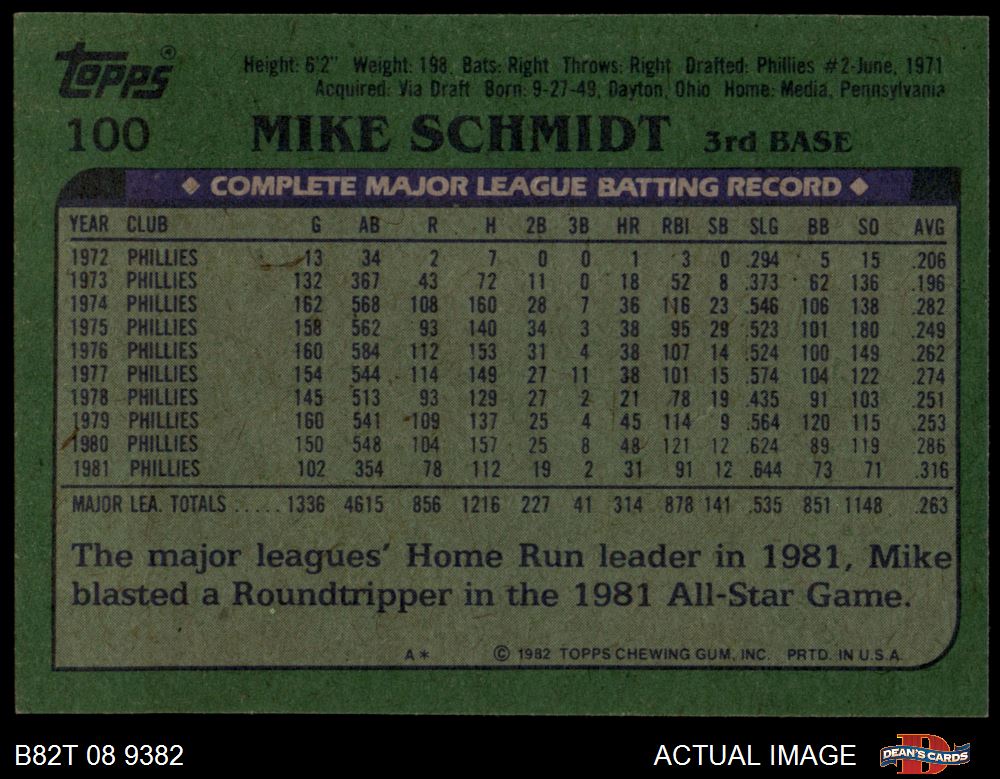 Topps®
Height: 6'2" Weight: 198 Bats: Right Throws: Right Drafted: Phillies #2-June, 1971
Acquired: Via Draft Born: 9-27-49, Dayton, Ohio Home: Media, Pennsylvania
100 MIKE SCHMIDT 3rd BASE
◆ COMPLETE MAJOR LEAGUE BATTING RECORD ◆
YEAR CLUB G AB R H 2B 3B HR RBI SB SLG BB SO AVG
1972 PHILLIES 13 34 2 7 0 0 1 3 0 .294 5 15 .206
1973 PHILLIES 132 367 43 72 11 0 18 52 8 .373 62 136 .196
1974 PHILLIES 162 568 108 160 28 7 36 116 23 .546 106 138 .282
1975 PHILLIES 158 562 93 140 34 3 38 95 29 .523 101 180 .249
1976 PHILLIES 160 584 112 153 31 4 38 107 14 .524 100 149 .262
1977 PHILLIES 154 544 114 149 27 11 38 101 15 .574 104 122 .274
1978 PHILLIES 145 513 93 129 27 2 21 78 19 .435 91 103 .251
1979 PHILLIES 160 541 109 137 25 4 45 114 9 .564 120 115 .253
1980 PHILLIES 150 548 104 157 25 8 48 121 12 .624 89 119 .286
1981 PHILLIES 102 354 78 112 19 2 31 91 12 .644 73 71 .316
MAJOR LEA. TOTALS ..... 1336 4615 856 1216 227 41 314 878 141 .535 851 1148 .263
The major leagues' Home Run leader in 1981, Mike
blasted a Roundtripper in the 1981 All-Star Game.
A* © 1982 TOPPS CHEWING GUM, INC. PRTD. IN U.S.A.
B82T 08 9382 ACTUAL IMAGE DEAN'S CARDS